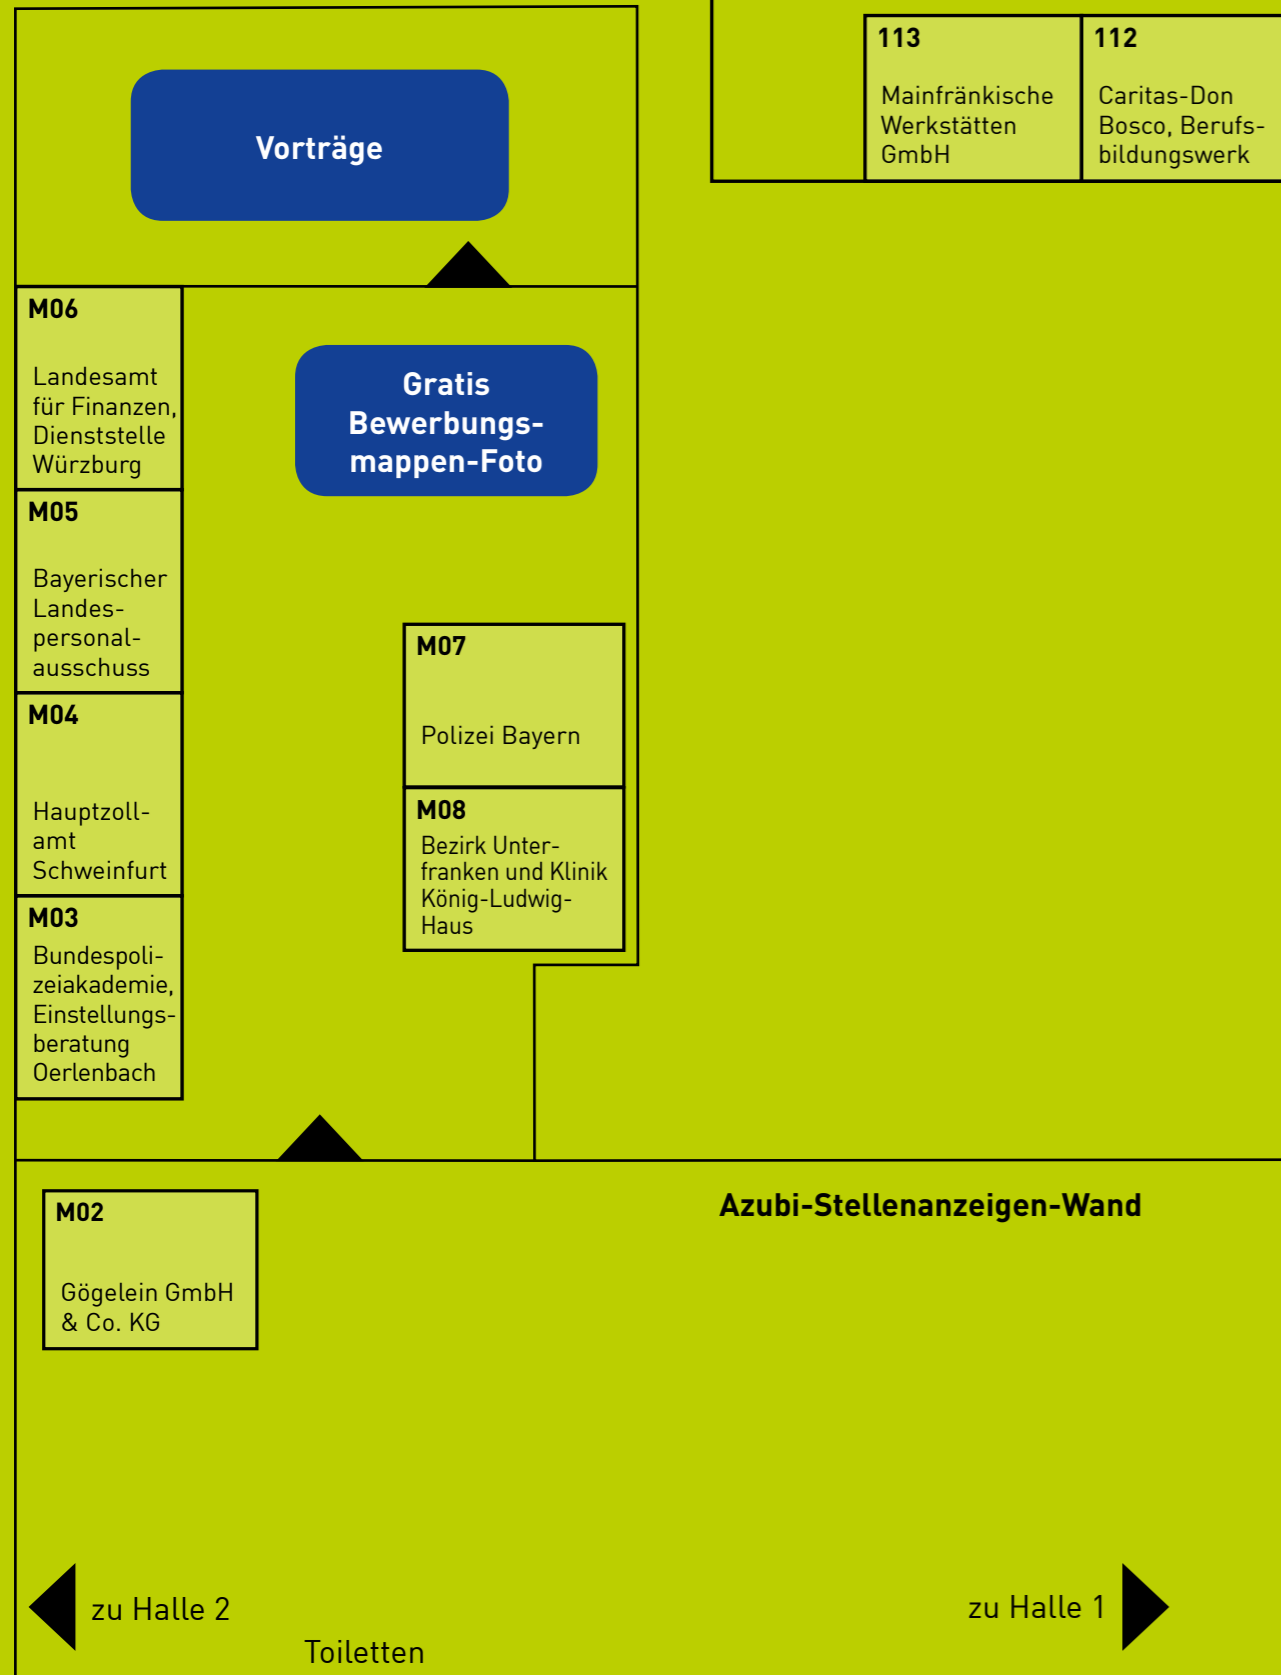 113
Mainfränkische
Werkstätten
GmbH
112
Caritas-Don
Bosco, Berufs-
bildungswerk
Vorträge
M06
Landesamt
für Finanzen,
Dienststelle
Würzburg
Gratis
Bewerbungs-
mappen-Foto
M05
Bayerischer
Landes-
personal-
ausschuss
M04
Hauptzoll-
amt
Schweinfurt
M03
Bundespoli-
zeiakademie,
Einstellungs-
beratung
Oerlenbach
M07
Polizei Bayern
M08
Bezirk Unter-
franken und Klinik
König-Ludwig-
Haus
M02
Gögelein GmbH
& Co. KG
Azubi-Stellenanzeigen-Wand
zu Halle 2
zu Halle 1
Toiletten